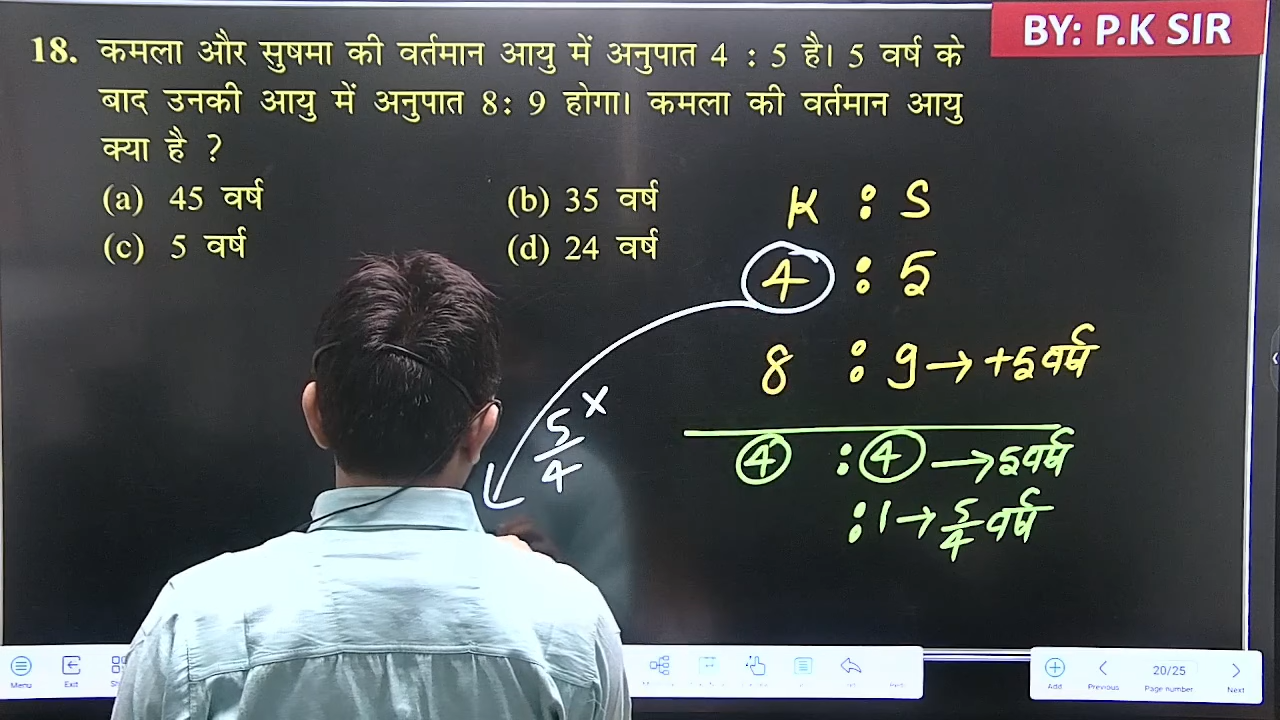 BY: P.K SIR
18. कमला और सुषमा की वर्तमान आयु में अनुपात 4 : 5 है। 5 वर्ष के
बाद उनकी आयु में अनुपात 8: 9 होगा। कमला की वर्तमान आयु
क्या है ?
(a) 45 वर्ष (b) 35 वर्ष
(c) 5 वर्ष (d) 24 वर्ष
K : S
4 : 5
8 : 9 → +5 वर्ष
4 : 4 → 5 वर्ष
: 1 → 5/4 वर्ष
5/4 ×
Menu Exit Add Previous 20/25 Page number Next